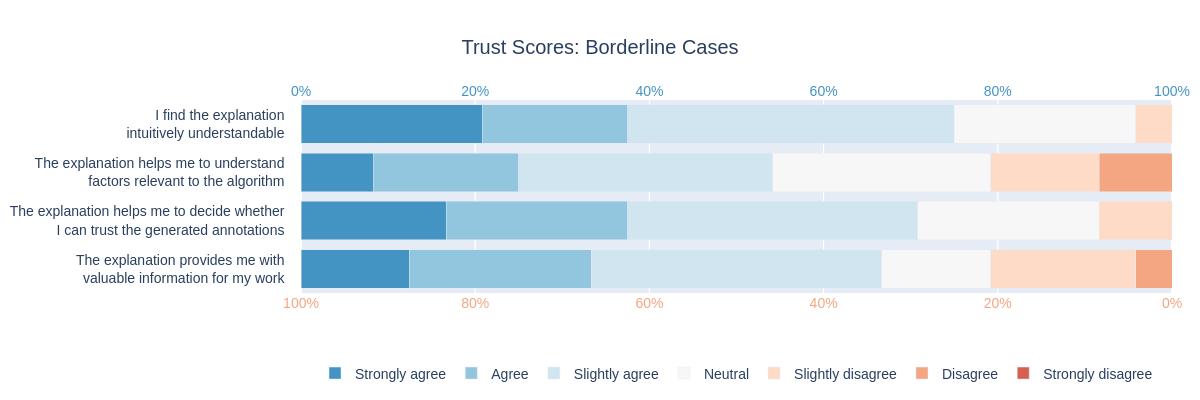 Trust Scores: Borderline Cases
0% 20% 40% 60% 80% 100%
I find the explanation
intuitively understandable
The explanation helps me to understand
factors relevant to the algorithm
The explanation helps me to decide whether
I can trust the generated annotations
The explanation provides me with
valuable information for my work
100% 80% 60% 40% 20% 0%
Strongly agree Agree Slightly agree Neutral Slightly disagree Disagree Strongly disagree